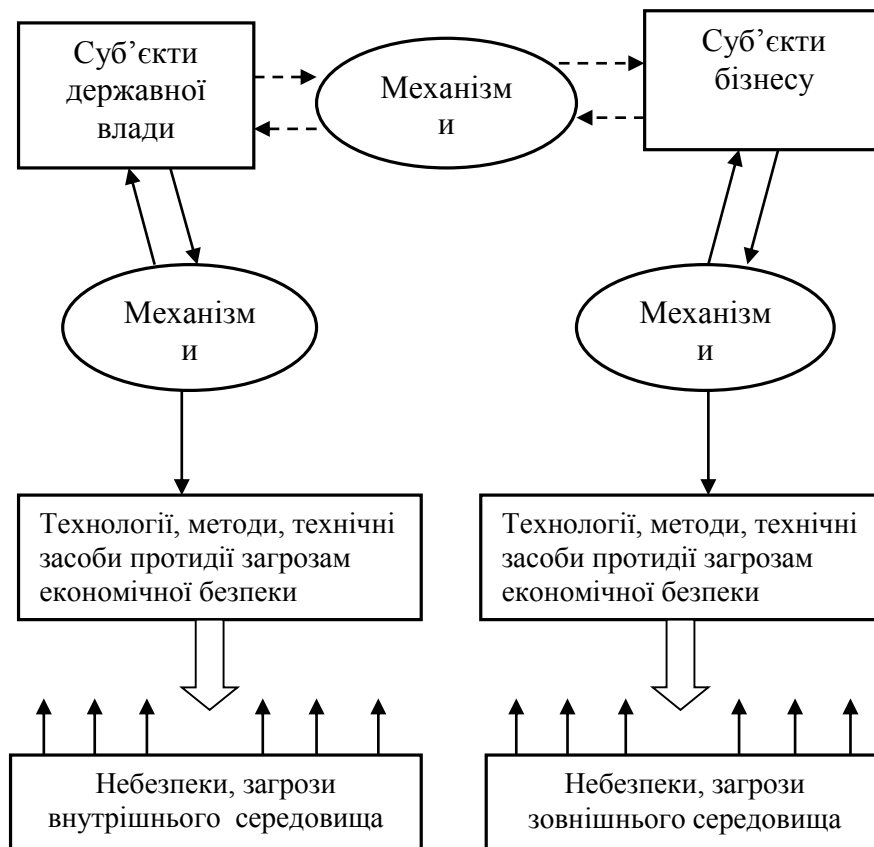 Суб’єкти
державної
влади
Механізм
и
Суб’єкти
бізнесу
Механізм
и
Механізм
и
Технології, методи, технічні
засоби протидії загрозам
економічної безпеки
Технології, методи, технічні
засоби протидії загрозам
економічної безпеки
Небезпеки, загрози
внутрішнього середовища
Небезпеки, загрози
зовнішнього середовища